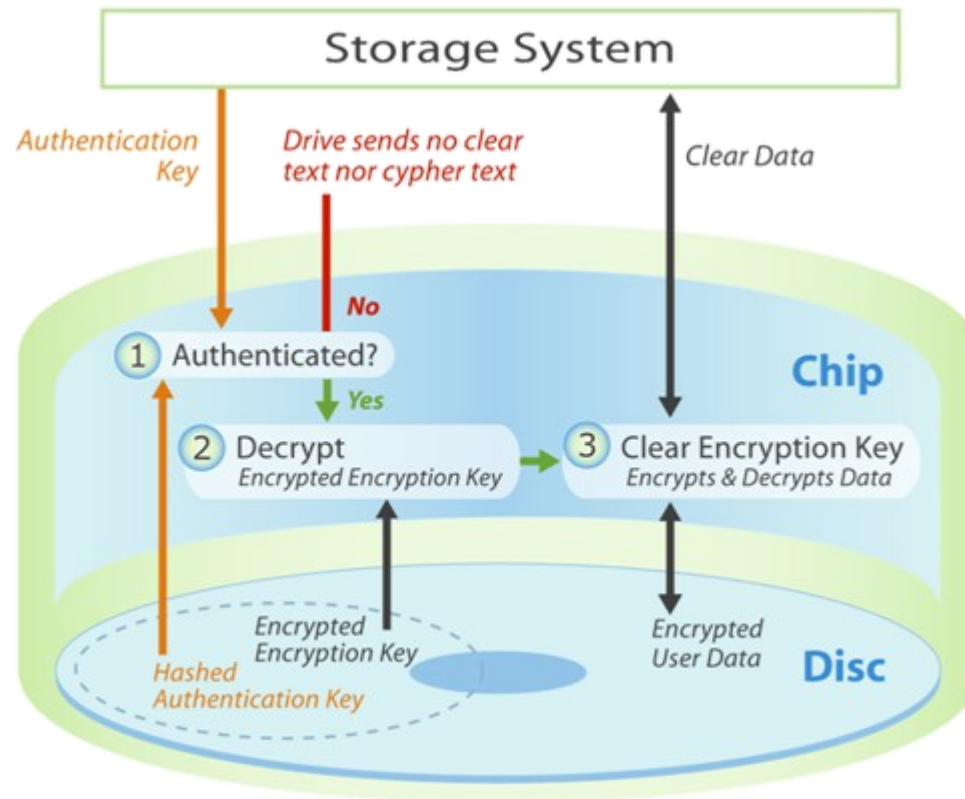 Storage System
Authentication
Key
Drive sends no clear
text nor cypher text
Clear Data
No
1 Authenticated?
Chip
Yes
2 Decrypt
Encrypted Encryption Key
3 Clear Encryption Key
Encrypts & Decrypts Data
Encrypted
Encryption Key
Encrypted
User Data
Disc
Hashed
Authentication Key